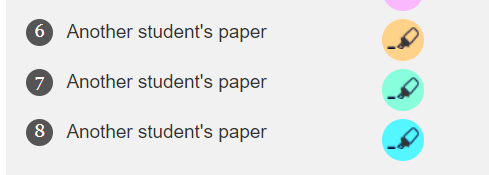 6 Another student's paper
7 Another student's paper
8 Another student's paper